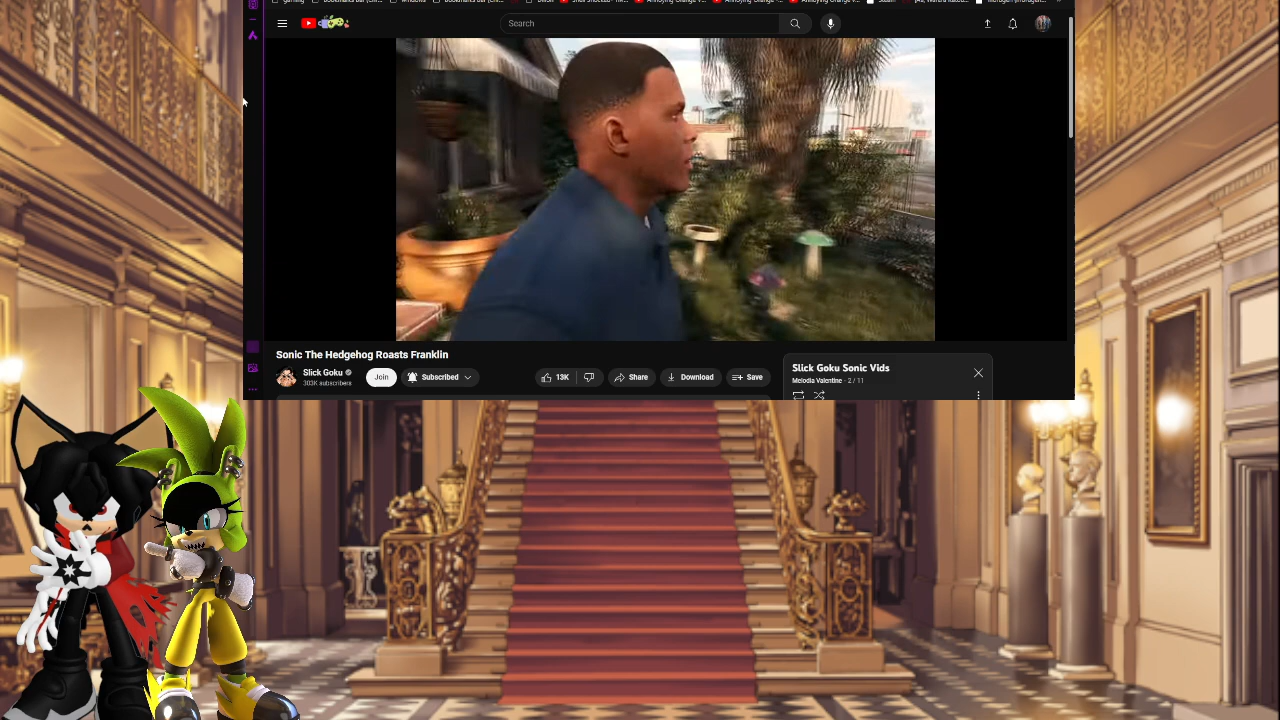 Search
Sonic The Hedgehog Roasts Franklin
Slick Goku
303K subscribers
Join
Subscribed
13K
Share
Download
Save
Slick Goku Sonic Vids
Melodia Valentine - 2 / 11